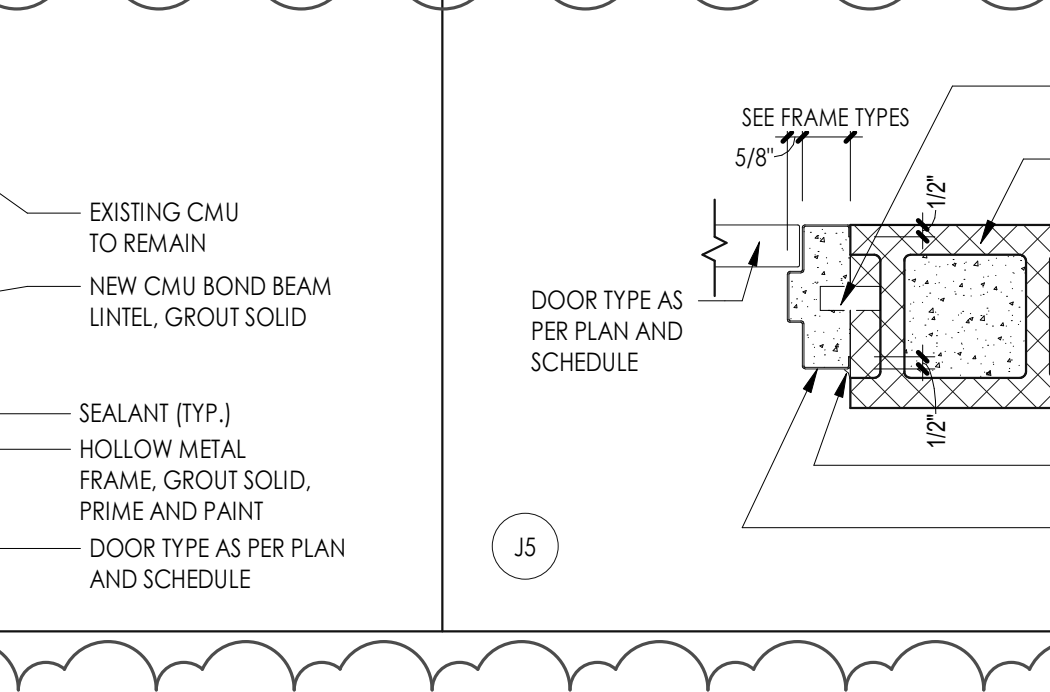 EXISTING CMU
TO REMAIN
NEW CMU BOND BEAM
LINTEL, GROUT SOLID
SEALANT (TYP.)
HOLLOW METAL
FRAME, GROUT SOLID,
PRIME AND PAINT
DOOR TYPE AS PER PLAN
AND SCHEDULE
SEE FRAME TYPES
5/8"
1/2"
DOOR TYPE AS
PER PLAN AND
SCHEDULE
1/2"
J5